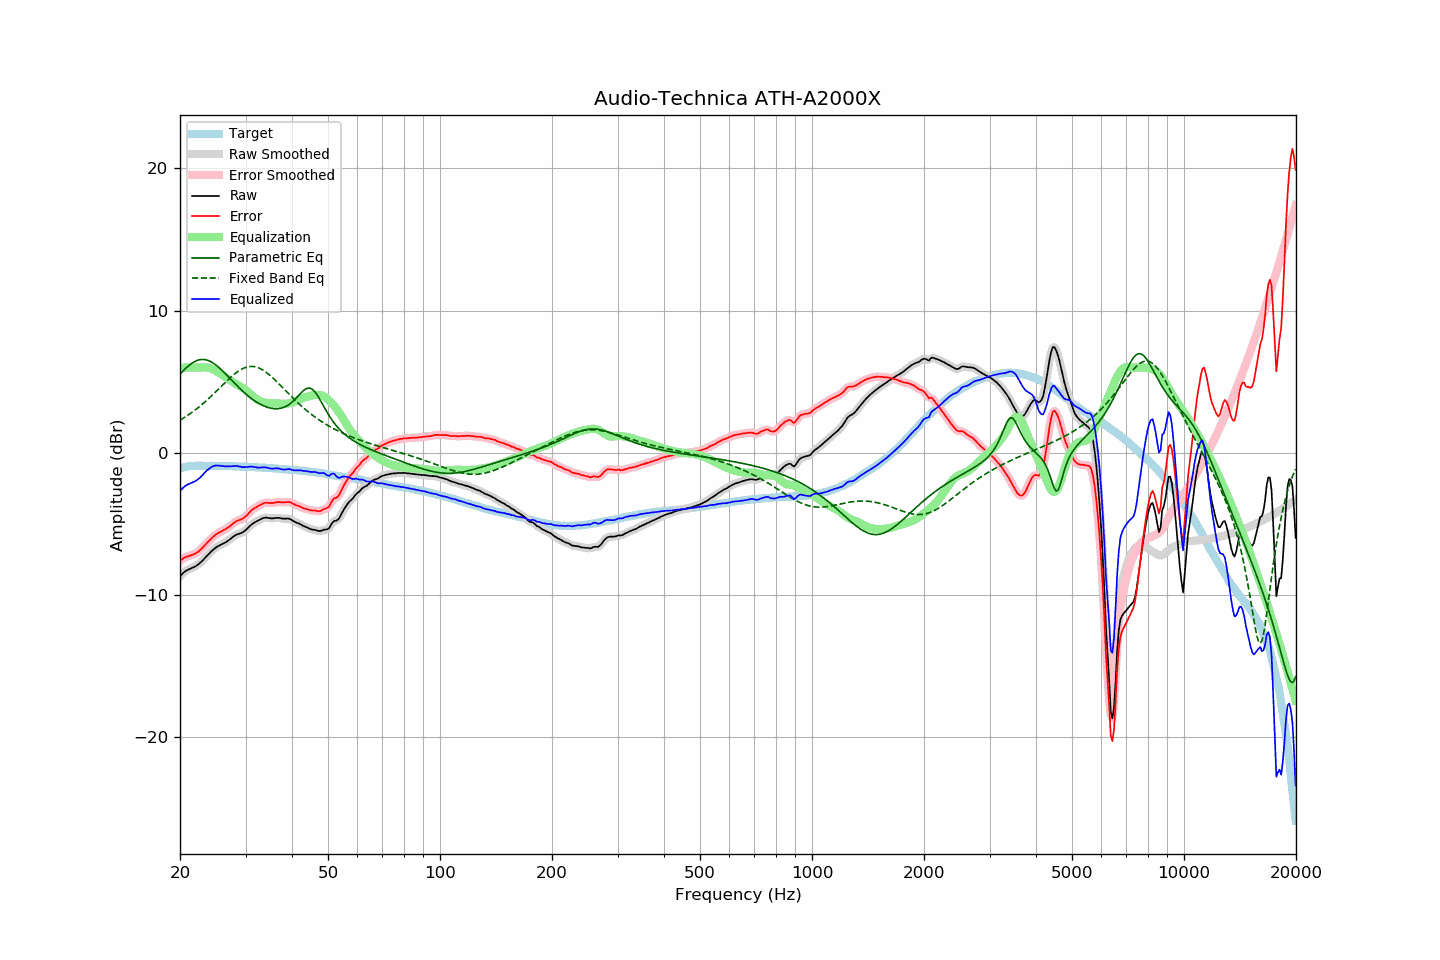 Audio-Technica ATH-A2000X
Target
Raw Smoothed
Error Smoothed
Raw
Error
Equalization
Parametric Eq
Fixed Band Eq
Equalized
Amplitude (dBr)
20
10
0
−10
−20
20 50 100 200 500 1000 2000 5000 10000 20000
Frequency (Hz)